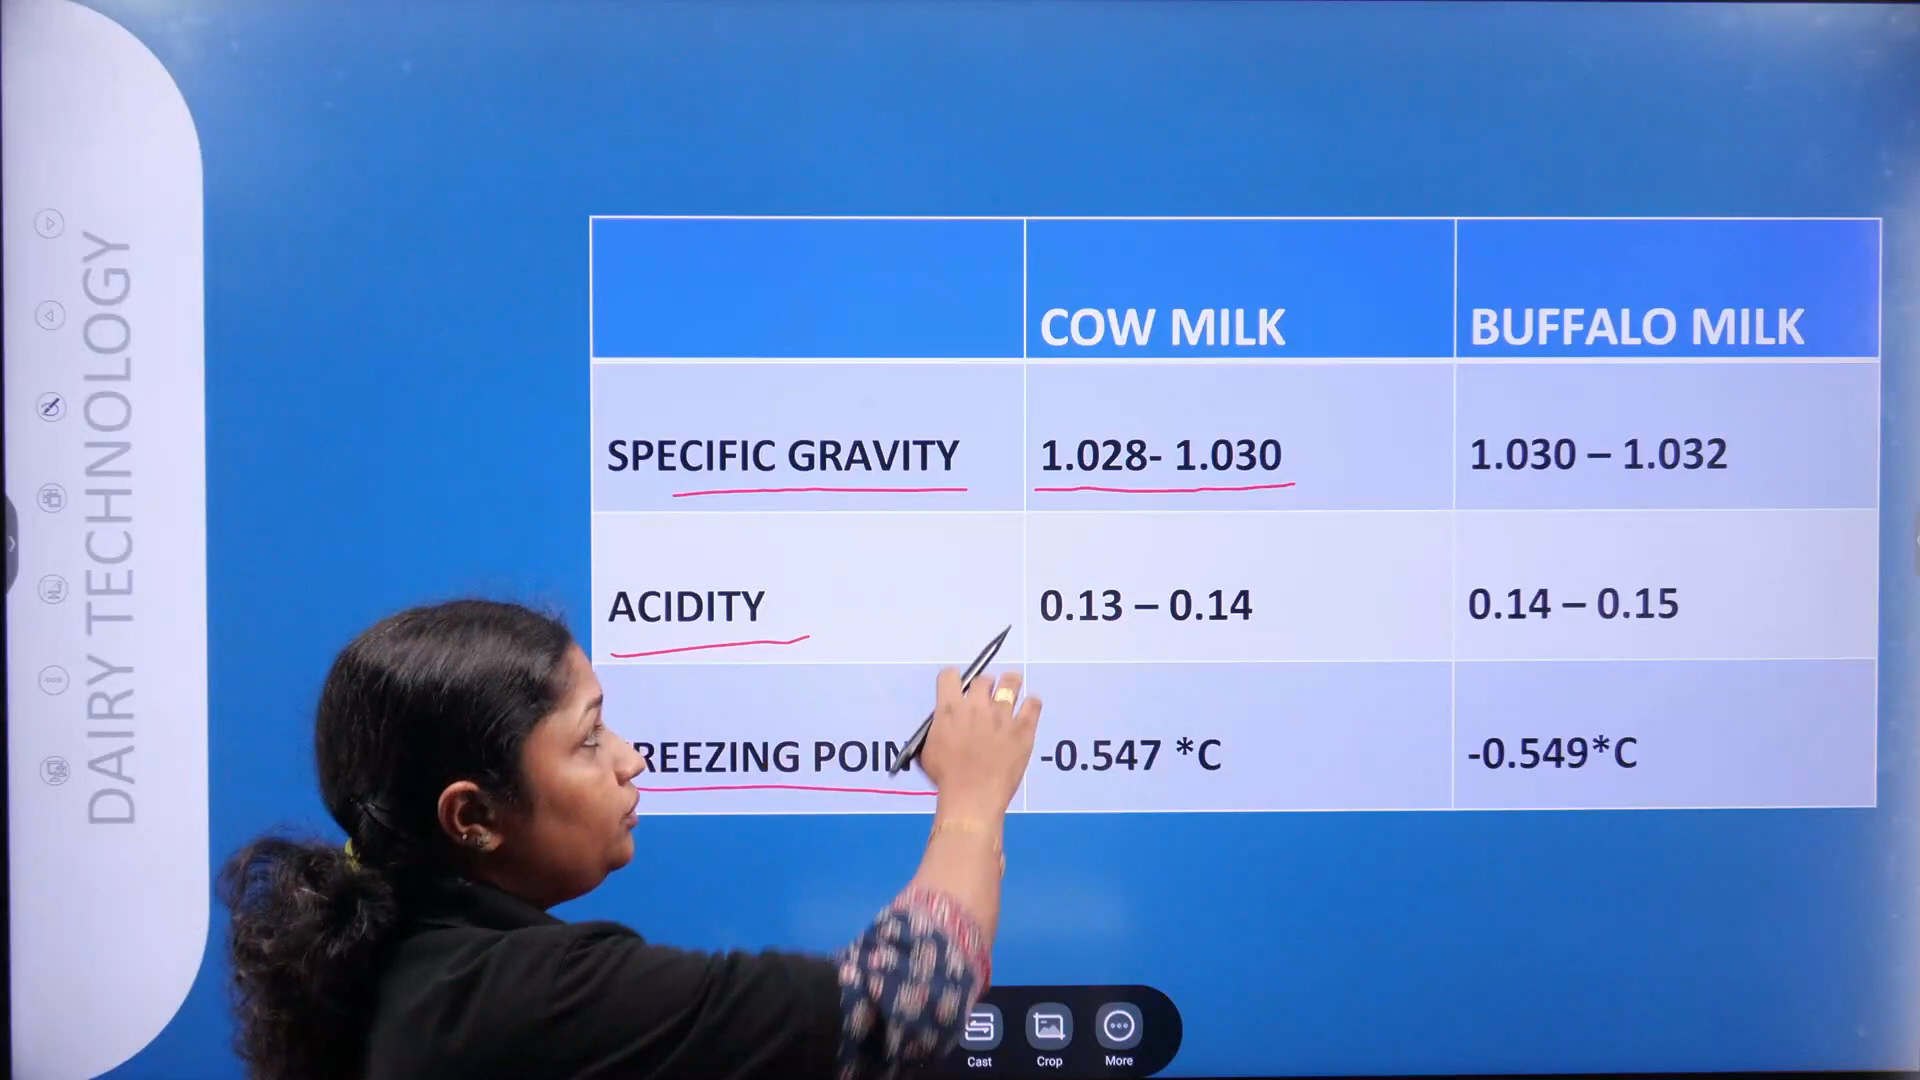 DAIRY TECHNOLOGY
COW MILK
BUFFALO MILK
SPECIFIC GRAVITY
1.028- 1.030
1.030 – 1.032
ACIDITY
0.13 – 0.14
0.14 – 0.15
REEZING POIN
-0.547 *C
-0.549*C
Cast
Crop
More